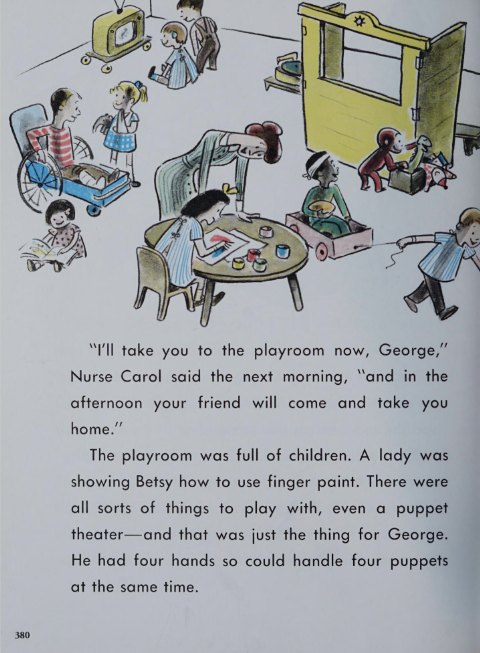 "I'll take you to the playroom now, George,"
Nurse Carol said the next morning, "and in the
afternoon your friend will come and take you
home."
The playroom was full of children. A lady was
showing Betsy how to use finger paint. There were
all sorts of things to play with, even a puppet
theater—and that was just the thing for George.
He had four hands so could handle four puppets
at the same time.
380